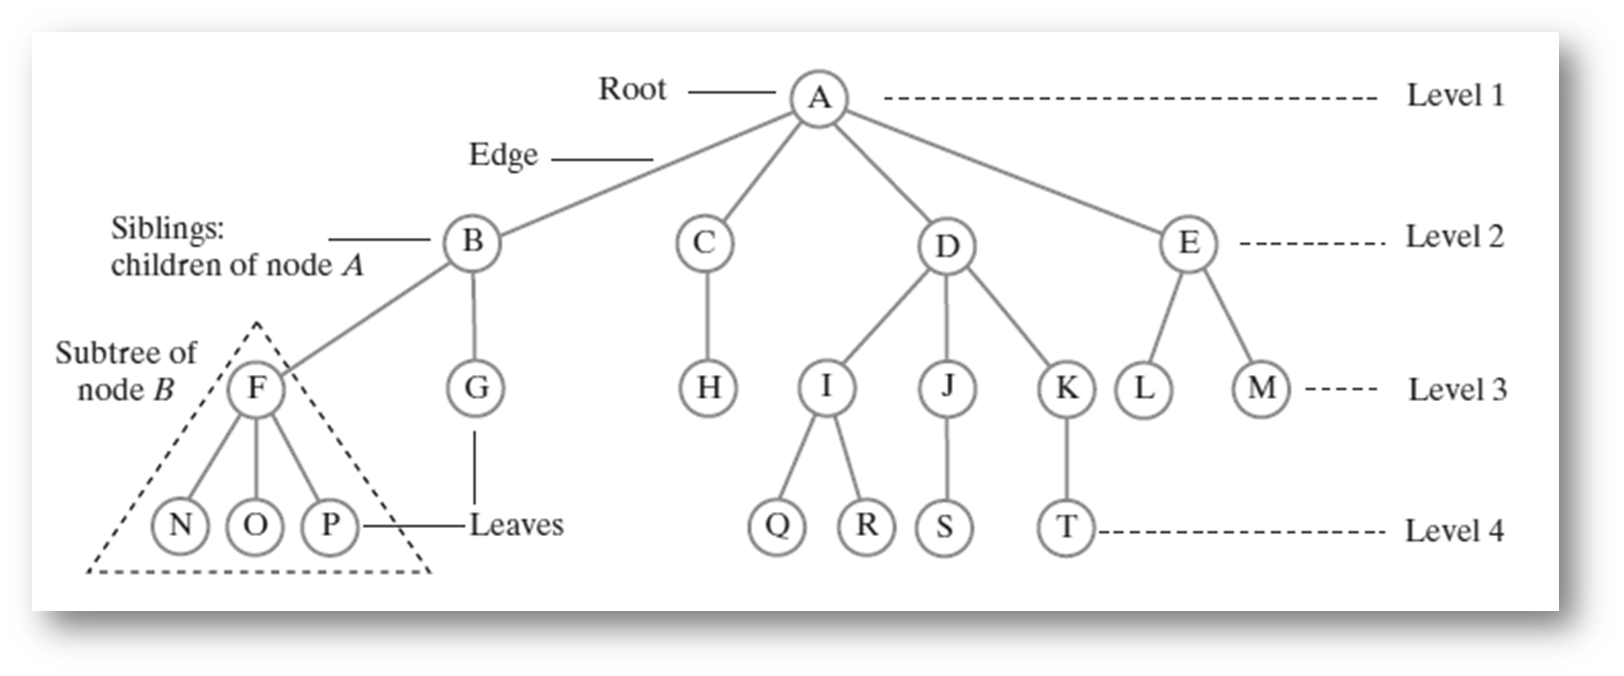 Root A Level 1
Edge
Siblings:
children of node A
B C D E Level 2
Subtree of
node B
F G H I J K L M Level 3
N O P Leaves Q R S T Level 4